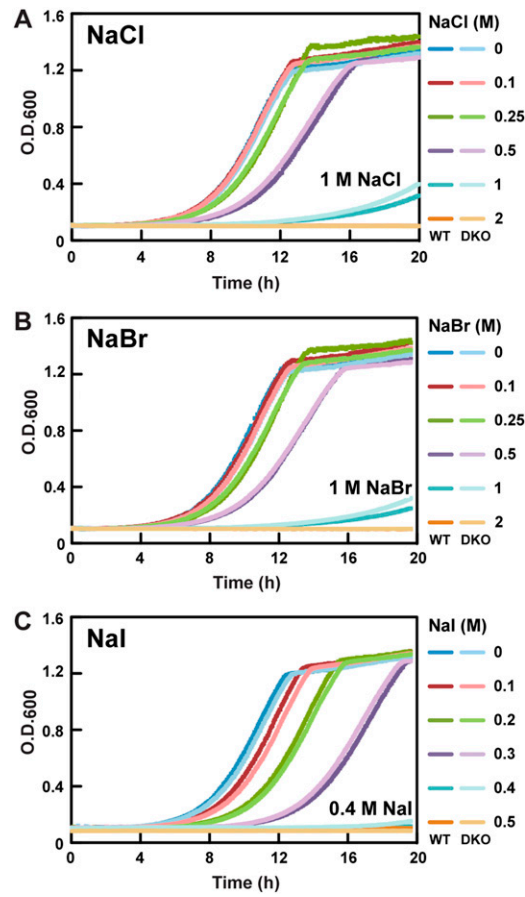 A
NaCl
1.6
1.2
0.8
0.4
0
O.D.600
1 M NaCl
0 4 8 12 16 20
Time (h)
NaCl (M)
0
0.1
0.25
0.5
1
2
WT DKO
B
NaBr
1.6
1.2
0.8
0.4
0
O.D.600
1 M NaBr
0 4 8 12 16 20
Time (h)
NaBr (M)
0
0.1
0.25
0.5
1
2
WT DKO
C
NaI
1.6
1.2
0.8
0.4
0
O.D.600
0.4 M NaI
0 4 8 12 16 20
Time (h)
NaI (M)
0
0.1
0.2
0.3
0.4
0.5
WT DKO